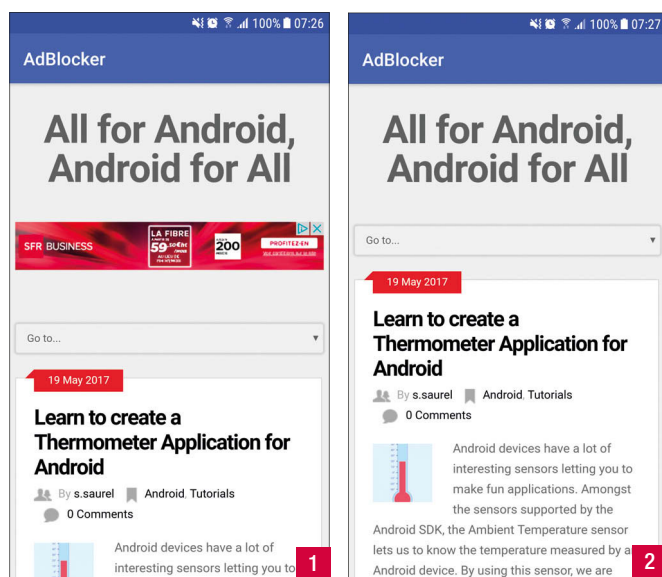 100% 07:26
AdBlocker
All for Android,
Android for All
SFR BUSINESS
LA FIBRE
59
200
PROFITEZ-EN
Go to...
19 May 2017
Learn to create a
Thermometer Application for
Android
By s.saurel Android, Tutorials
0 Comments
Android devices have a lot of
interesting sensors letting you to
1
100% 07:27
AdBlocker
All for Android,
Android for All
Go to...
19 May 2017
Learn to create a
Thermometer Application for
Android
By s.saurel Android, Tutorials
0 Comments
Android devices have a lot of
interesting sensors letting you to
make fun applications. Amongst
the sensors supported by the
Android SDK, the Ambient Temperature sensor
lets us to know the temperature measured by a
Android device. By using this sensor, we are
2